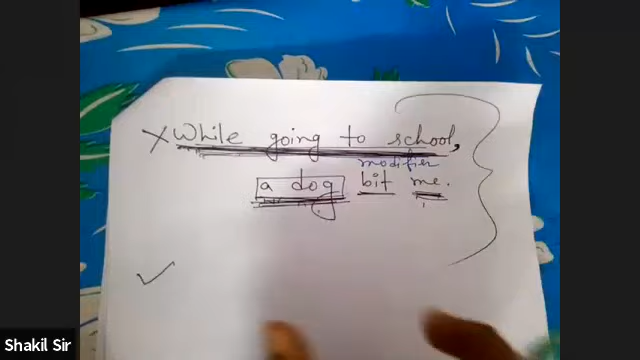 × While going to school,
modifier
a dog bit me.
✓
Shakil Sir